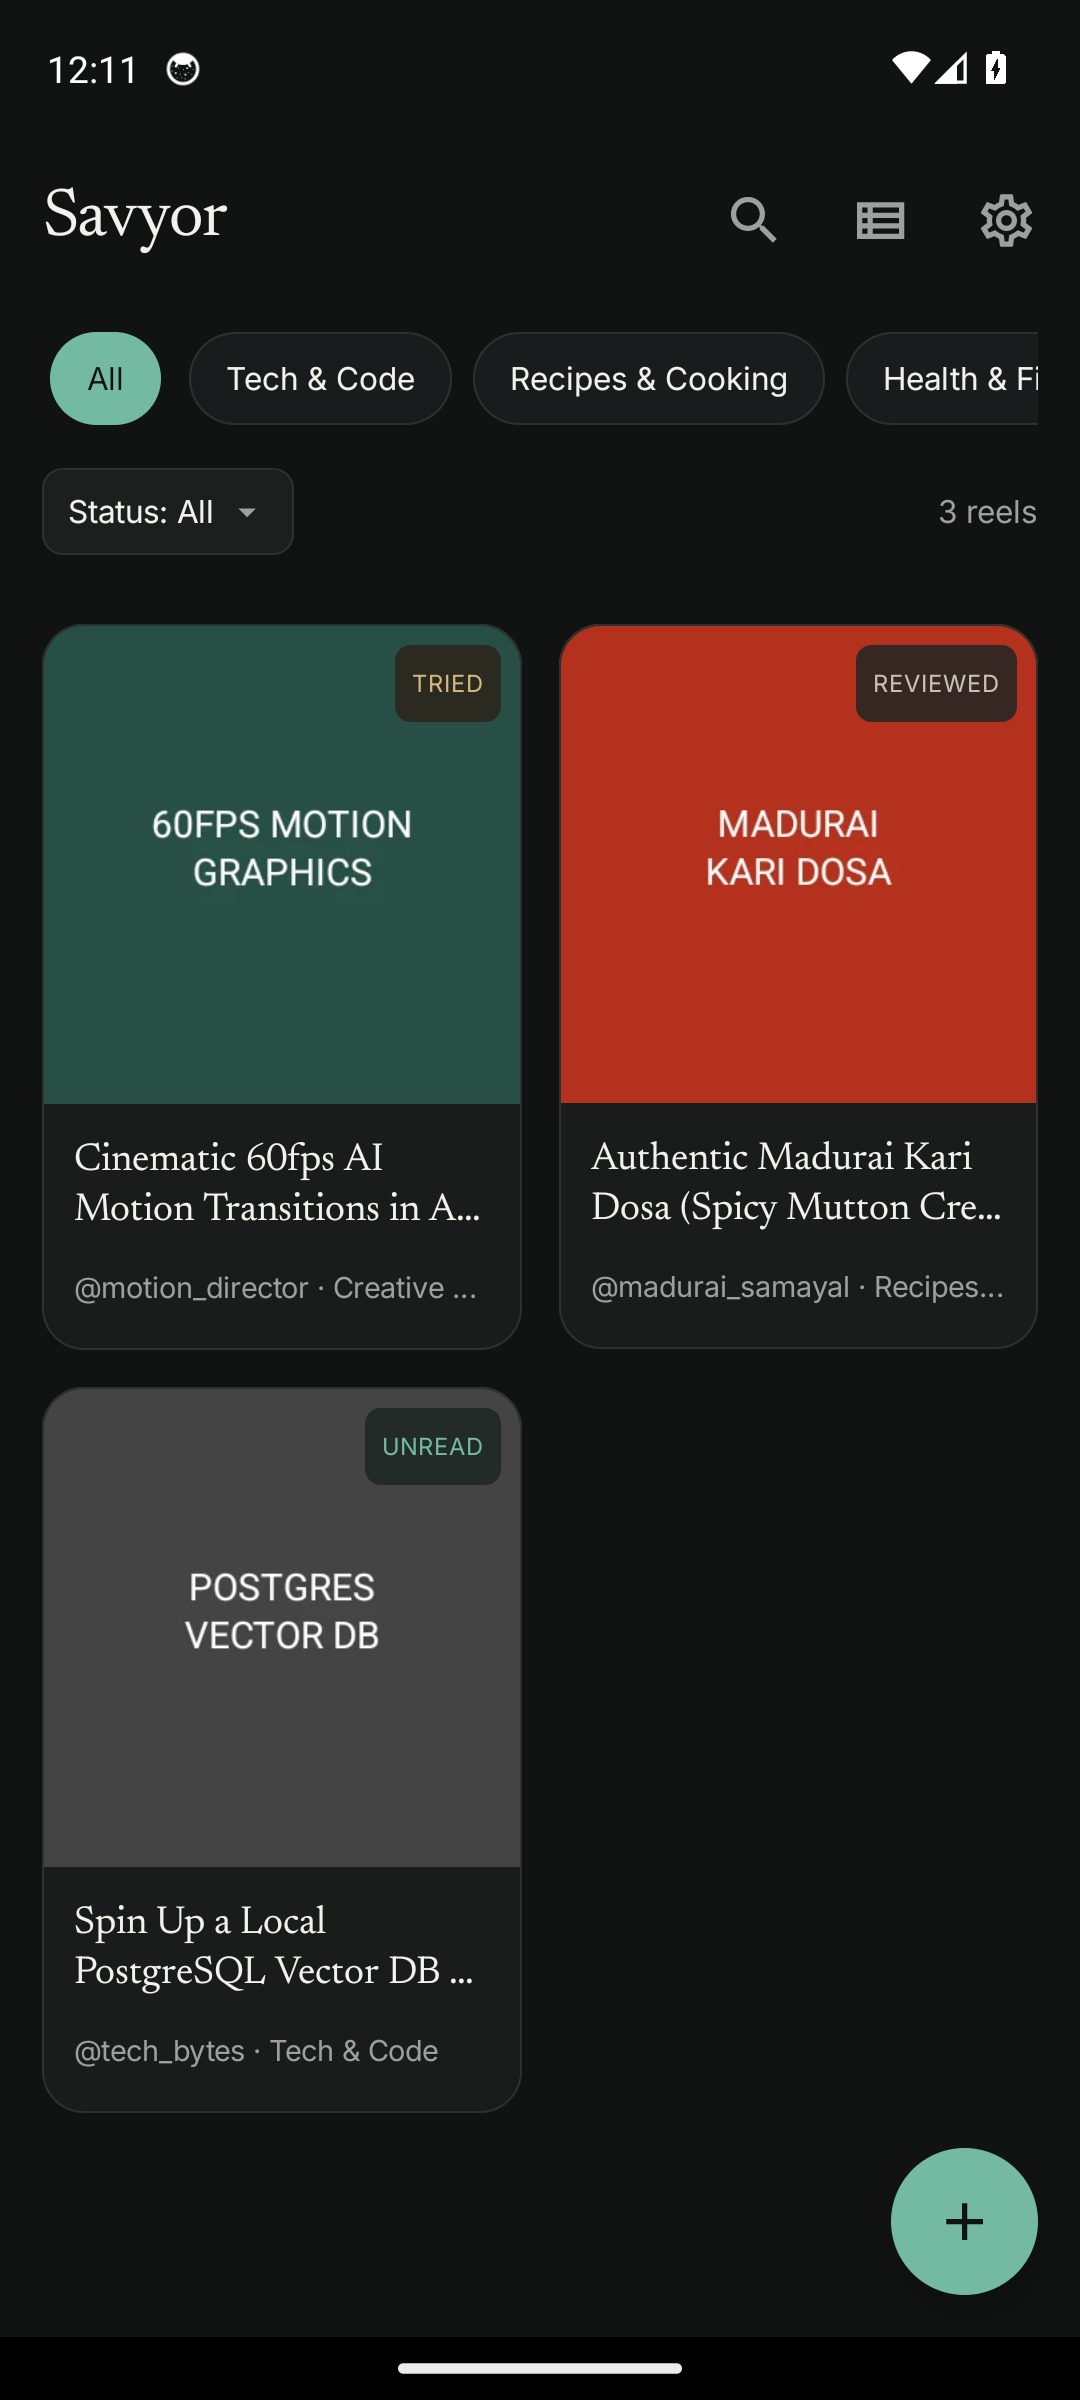 12:11
Savyor
All
Tech & Code
Recipes & Cooking
Health & Fi
Status: All
3 reels
TRIED
60FPS MOTION
GRAPHICS
Cinematic 60fps AI
Motion Transitions in A...
@motion_director · Creative ...
REVIEWED
MADURAI
KARI DOSA
Authentic Madurai Kari
Dosa (Spicy Mutton Cre...
@madurai_samayal · Recipes...
UNREAD
POSTGRES
VECTOR DB
Spin Up a Local
PostgreSQL Vector DB ...
@tech_bytes · Tech & Code